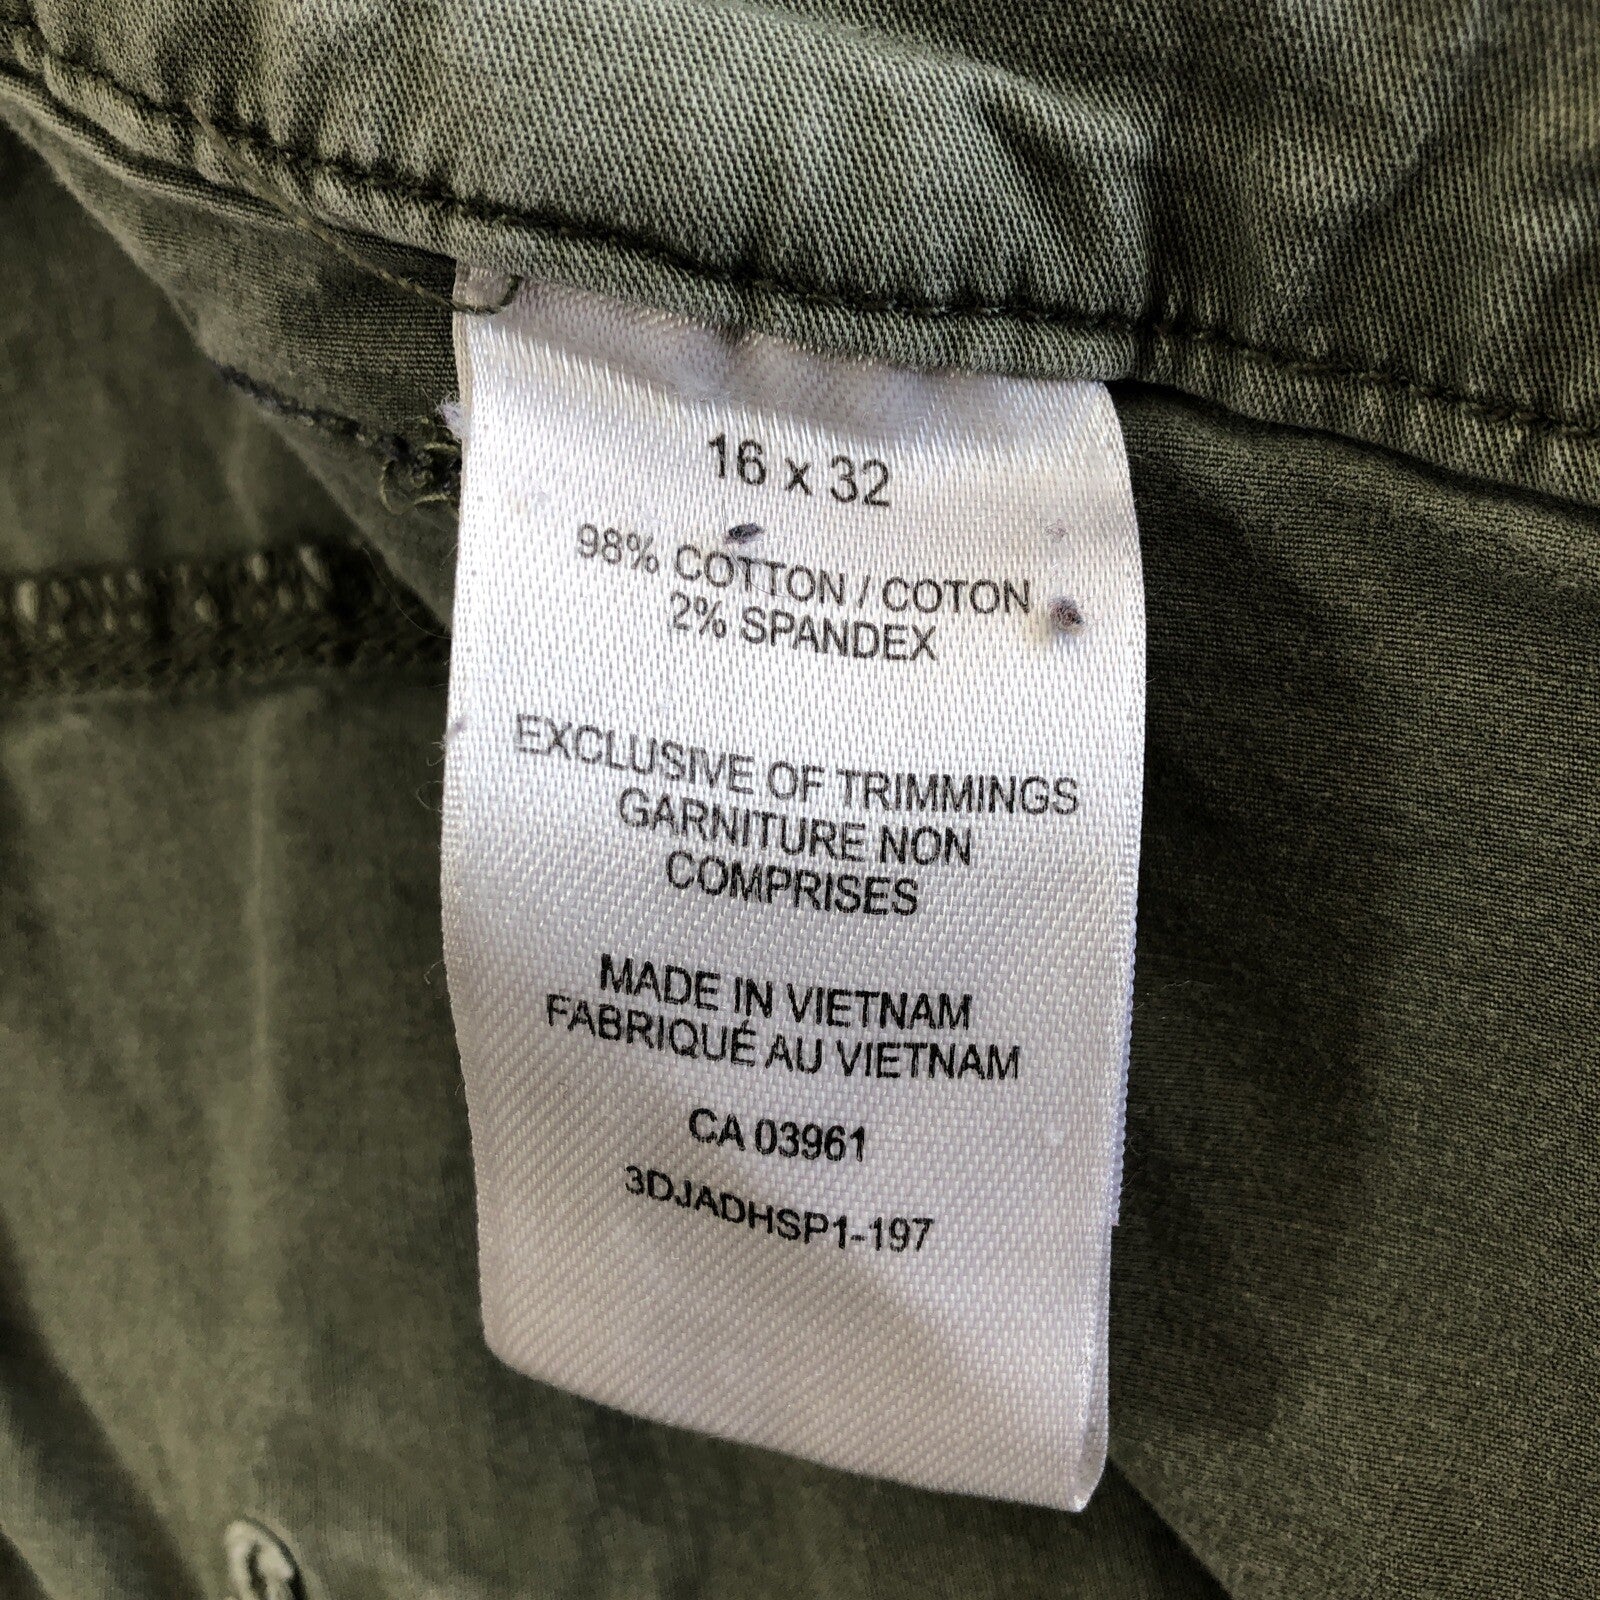 16 x 32
98% COTTON / COTON
2% SPANDEX
EXCLUSIVE OF TRIMMINGS
GARNITURE NON
COMPRISES
MADE IN VIETNAM
FABRIQUÉ AU VIETNAM
CA 03961
3DJADHSP1-197